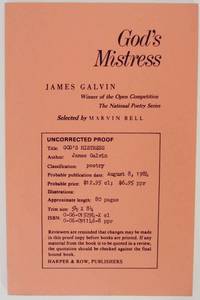 God's
Mistress
JAMES GALVIN
Winner of the Open Competition
The National Poetry Series
Selected by MARVIN BELL
UNCORRECTED PROOF
Title: GOD'S MISTRESS
Author: James Galvin
Classification: poetry
Probable publication date: August 8, 1984
Probable price: $12.95 cl; $6.95 ppr
Illustrations:
Approximate length: 80 pages
Trim size: 5½ x 8¼
ISBN: 0-06-
Reviewers are reminded that changes may be made
in this proof copy before books are printed. If any
material from the book is to be quoted in a review,
the quotation should be checked against the final
bound book.
HARPER & ROW, PUBLISHERS